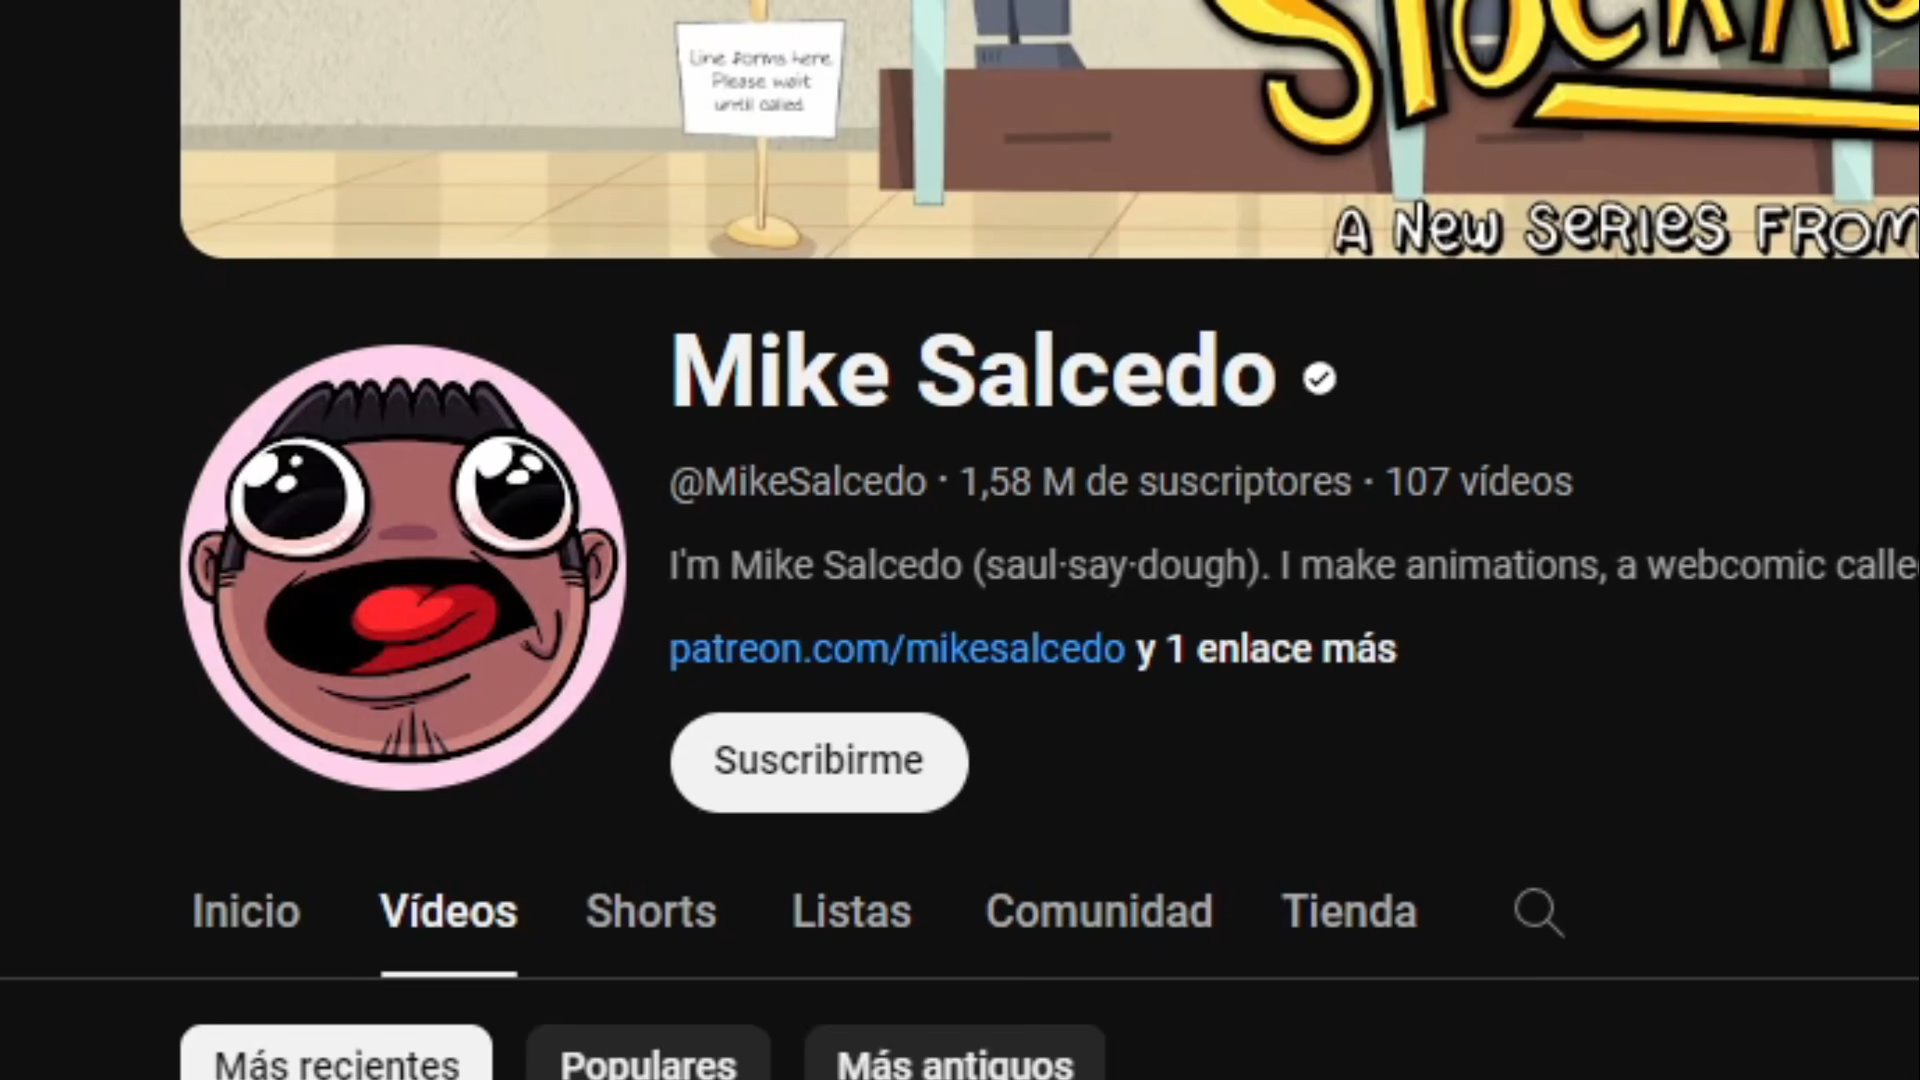 Line forms here.
Please wait
until called.
A New SeRIeS FROM
Mike Salcedo
@MikeSalcedo · 1,58 M de suscriptores · 107 vídeos
I'm Mike Salcedo (saul·say·dough). I make animations, a webcomic calle
patreon.com/mikesalcedo y 1 enlace más
Suscribirme
Inicio Vídeos Shorts Listas Comunidad Tienda
Más recientes Populares Más antiguos